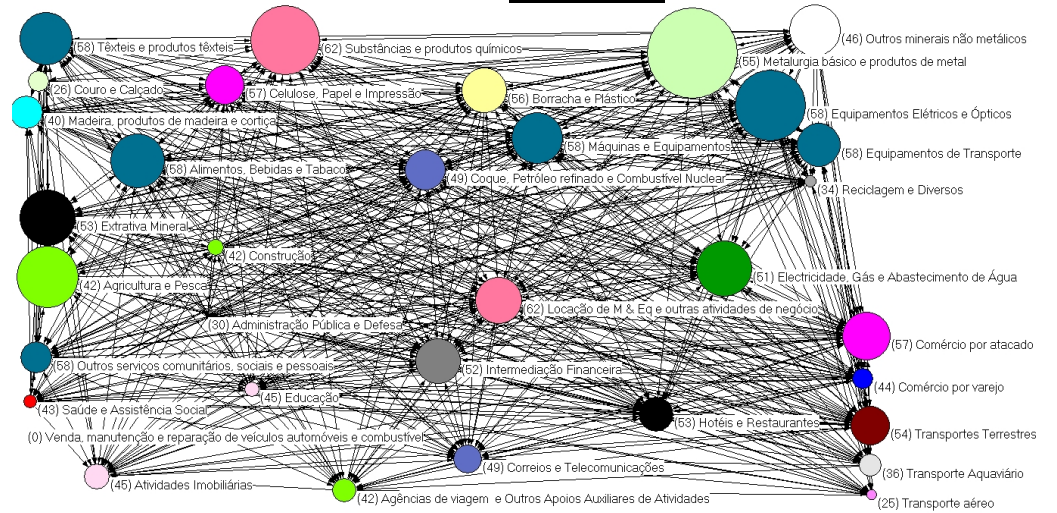 (58) Têxteis e produtos têxteis
(62) Substâncias e produtos químicos
(46) Outros minerais não metálicos
(55) Metalurgia básico e produtos de metal
(26) Couro e Calçado
(57) Celulose, Papel e Impressão
(56) Borracha e Plástico
(58) Equipamentos Elétricos e Ópticos
(40) Madeira, produtos de madeira e cortiça
(58) Máquinas e Equipamentos
(58) Equipamentos de Transporte
(58) Alimentos, Bebidas e Tabaco
(49) Coque, Petróleo refinado e Combustível Nuclear
(34) Reciclagem e Diversos
(53) Extrativa Mineral
(42) Construção
(42) Agricultura e Pesca
(51) Electricidade, Gás e Abastecimento de Água
(62) Locação de M & Eq e outras atividades de negócio
(30) Administração Pública e Defesa
(57) Comércio por atacado
(58) Outros serviços comunitários, sociais e pessoais
(52) Intermediação Financeira
(44) Comércio por varejo
(45) Educação
(43) Saúde e Assistência Social
(53) Hotéis e Restaurantes
(54) Transportes Terrestres
(0) Venda, manutenção e reparação de veículos automóveis e combustível
(49) Correios e Telecomunicações
(36) Transporte Aquaviário
(45) Atividades Imobiliárias
(42) Agências de viagem e Outros Apoios Auxiliares de Atividades
(25) Transporte aéreo